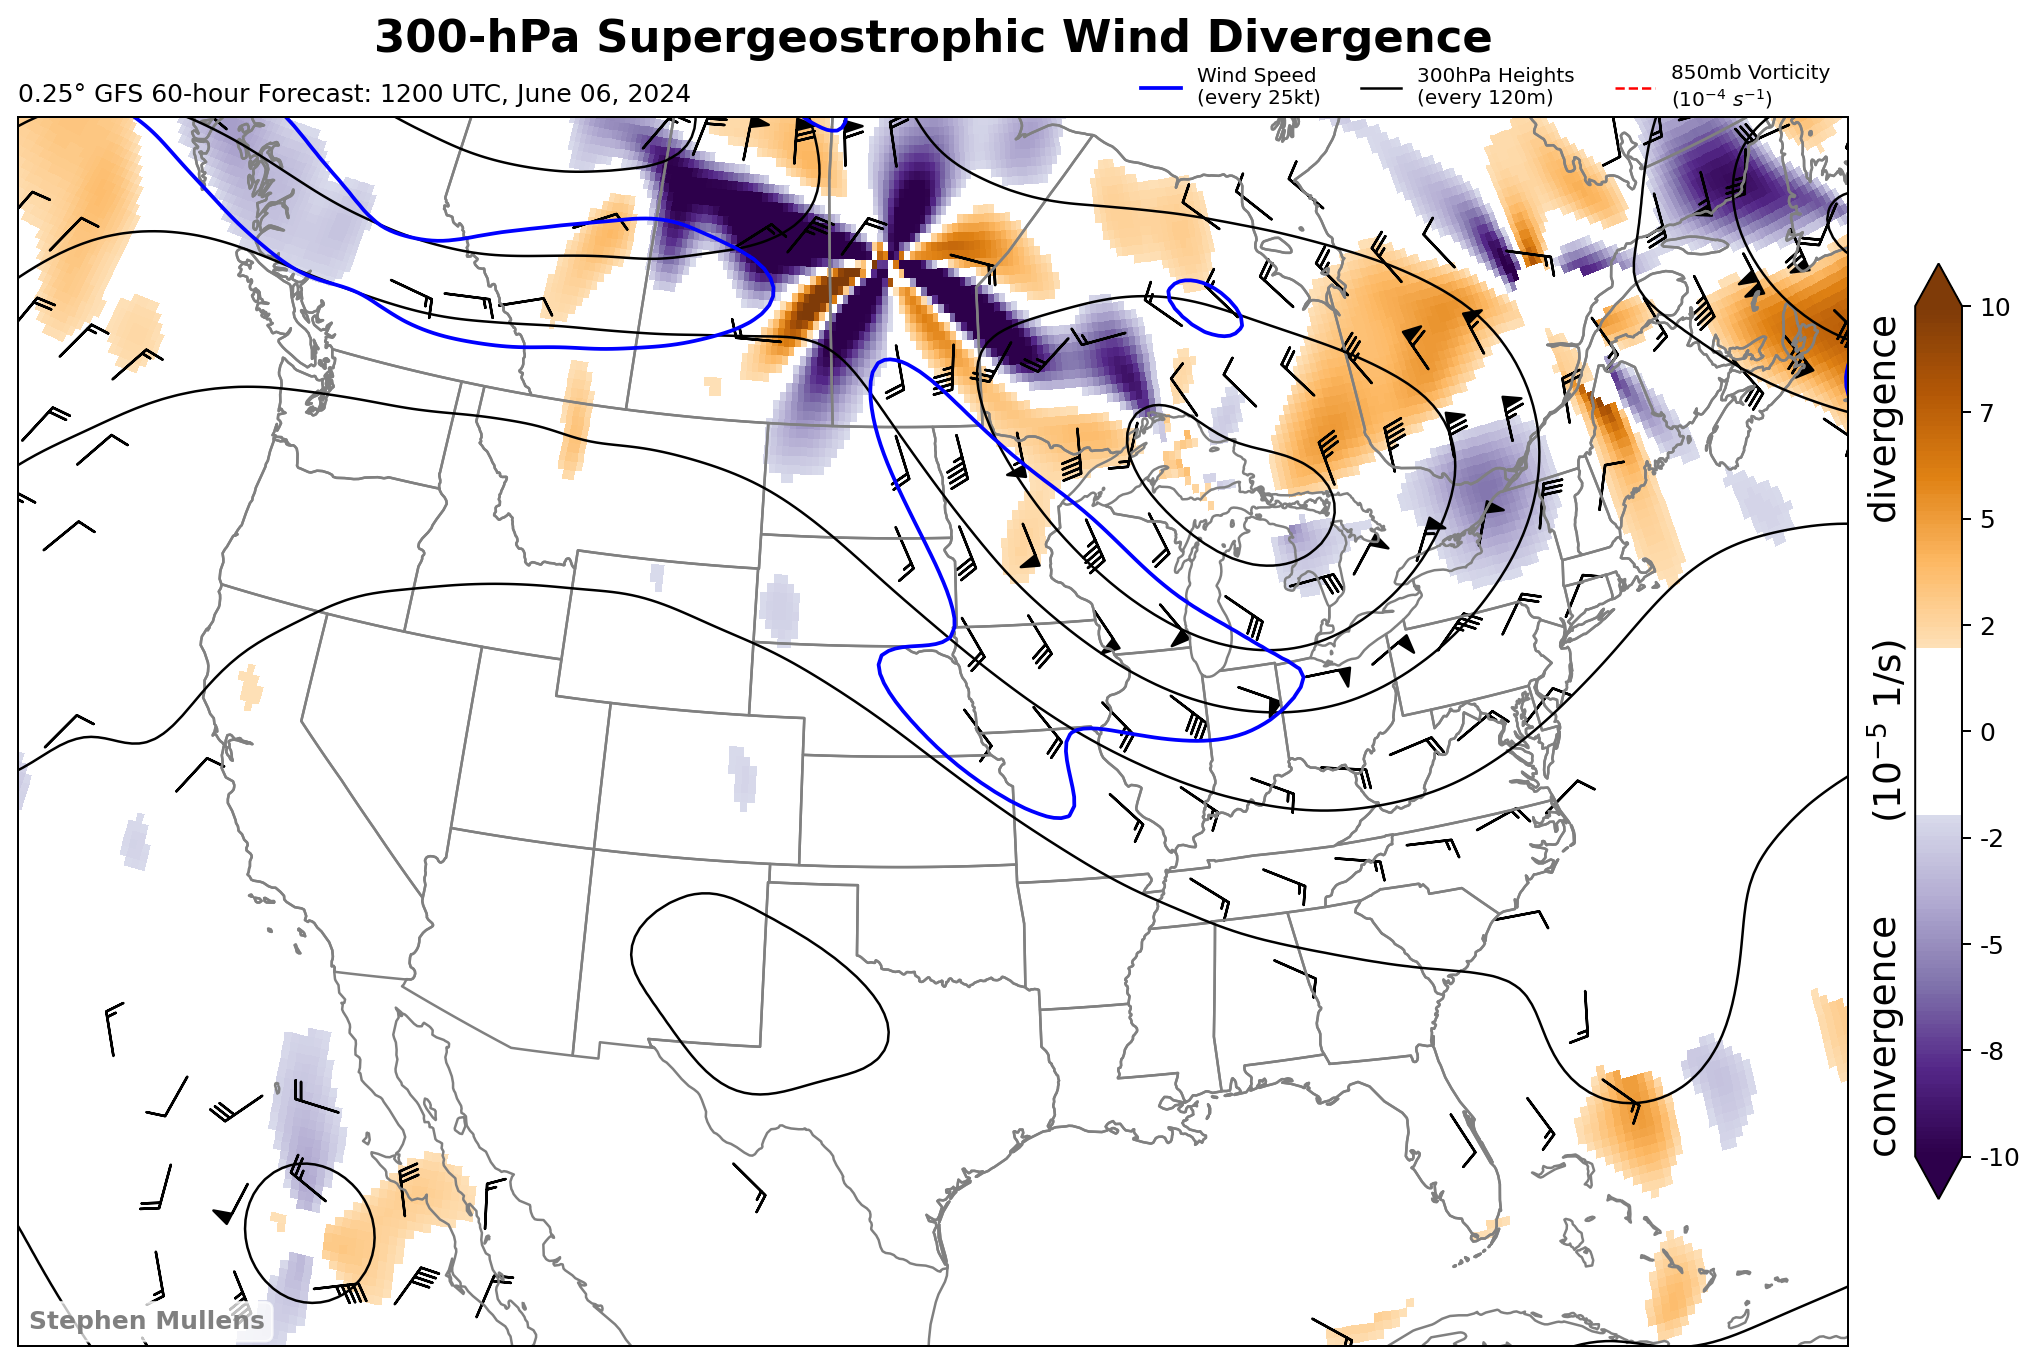 300-hPa Supergeostrophic Wind Divergence
0.25° GFS 60-hour Forecast: 1200 UTC, June 06, 2024
Wind Speed
(every 25kt)
300hPa Heights
(every 120m)
850mb Vorticity
(10⁻⁴ s⁻¹)
convergence (10⁻⁵ 1/s) divergence
10
7
5
2
0
-2
-5
-8
-10
Stephen Mullens